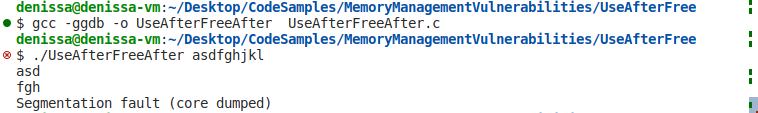 denissa@denissa-vm:~/Desktop/CodeSamples/MemoryManagementVulnerabilities/UseAfterFree
$ gcc -ggdb -o UseAfterFreeAfter  UseAfterFreeAfter.c
denissa@denissa-vm:~/Desktop/CodeSamples/MemoryManagementVulnerabilities/UseAfterFree
$ ./UseAfterFreeAfter asdfghjkl
asd
fgh
Segmentation fault (core dumped)